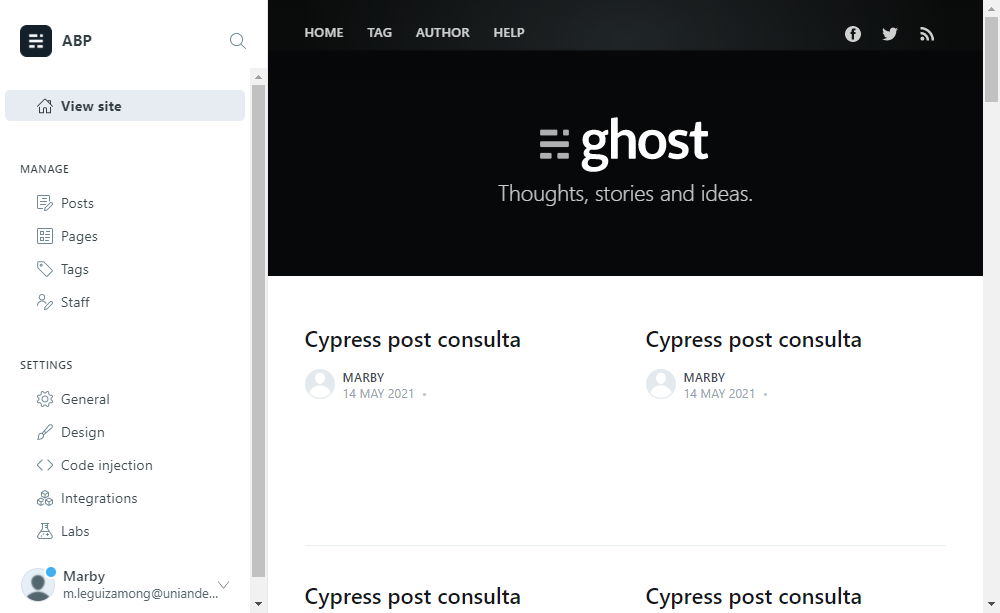 ABP
View site
MANAGE
Posts
Pages
Tags
Staff
SETTINGS
General
Design
Code injection
Integrations
Labs
Marby
m.leguizamong@uniande...
HOME TAG AUTHOR HELP
ghost
Thoughts, stories and ideas.
Cypress post consulta
MARBY
14 MAY 2021 •
Cypress post consulta
MARBY
14 MAY 2021 •
Cypress post consulta
Cypress post consulta